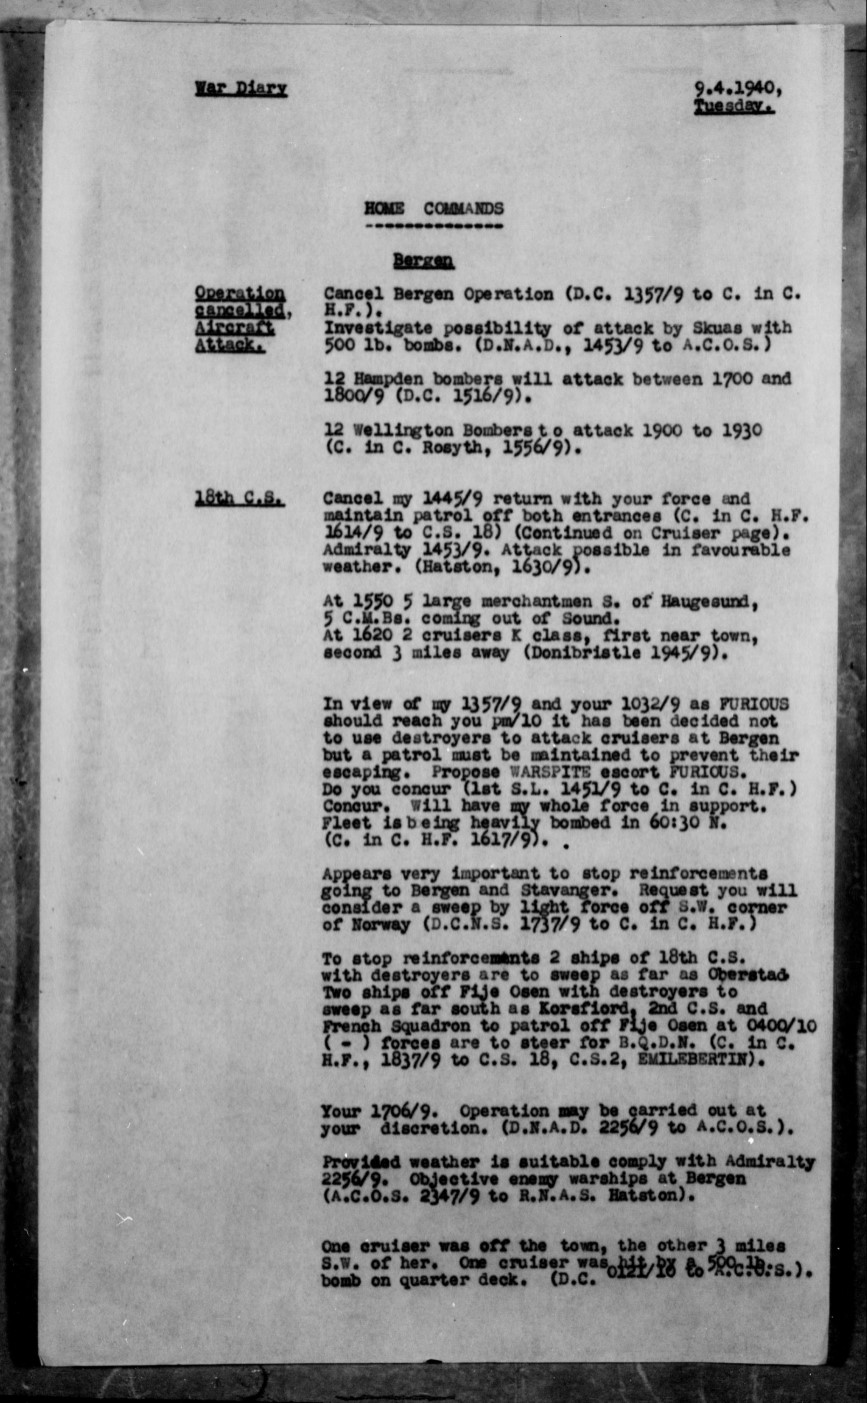 War Diary
9.4.1940,
Tuesday.
HOME COMMANDS
---------------
Bergen
Operation
cancelled,
Aircraft
Attack.
Cancel Bergen Operation (D.C. 1357/9 to C. in C.
H.F.).
Investigate possibility of attack by Skuas with
500 lb. bombs. (D.N.A.D., 1453/9 to A.C.O.S.)
12 Hampden bombers will attack between 1700 and
1800/9 (D.C. 1516/9).
12 Wellington Bombers to attack 1900 to 1930
(C. in C. Rosyth, 1556/9).
18th C.S.
Cancel my 1445/9 return with your force and
maintain patrol off both entrances (C. in C. H.F.
1614/9 to C.S. 18) (Continued on Cruiser page).
Admiralty 1453/9. Attack possible in favourable
weather. (Hatston, 1630/9).
At 1550 5 large merchantmen S. of Haugesund,
5 C.M.Bs. coming out of Sound.
At 1620 2 cruisers K class, first near town,
second 3 miles away (Donibristle 1945/9).
In view of my 1357/9 and your 1032/9 as FURIOUS
should reach you pm/10 it has been decided not
to use destroyers to attack cruisers at Bergen
but a patrol must be maintained to prevent their
escaping. Propose WARSPITE escort FURIOUS.
Do you concur (1st S.L. 1451/9 to C. in C. H.F.)
Concur. Will have my whole force in support.
Fleet is being heavily bombed in 60:30 N.
(C. in C. H.F. 1617/9). .
Appears very important to stop reinforcements
going to Bergen and Stavanger. Request you will
consider a sweep by light force off S.W. corner
of Norway (D.C.N.S. 1737/9 to C. in C. H.F.)
To stop reinforcements 2 ships of 18th C.S.
with destroyers are to sweep as far as Oberstad
Two ships off Fije Osen with destroyers to
sweep as far south as Korsfiord, 2nd C.S. and
French Squadron to patrol off Fije Osen at 0400/10
( - ) forces are to steer for B.Q.D.N. (C. in C.
H.F., 1837/9 to C.S. 18, C.S.2, EMILEBERTIN).
Your 1706/9. Operation may be carried out at
your discretion. (D.N.A.D. 2256/9 to A.C.O.S.).
Provided weather is suitable comply with Admiralty
2256/9. Objective enemy warships at Bergen
(A.C.O.S. 2347/9 to R.N.A.S. Hatston).
One cruiser was off the town, the other 3 miles
S.W. of her. One cruiser was hit by a 500 lb.
bomb on quarter deck. (D.C. 0121/10 to A.C.O.S.).